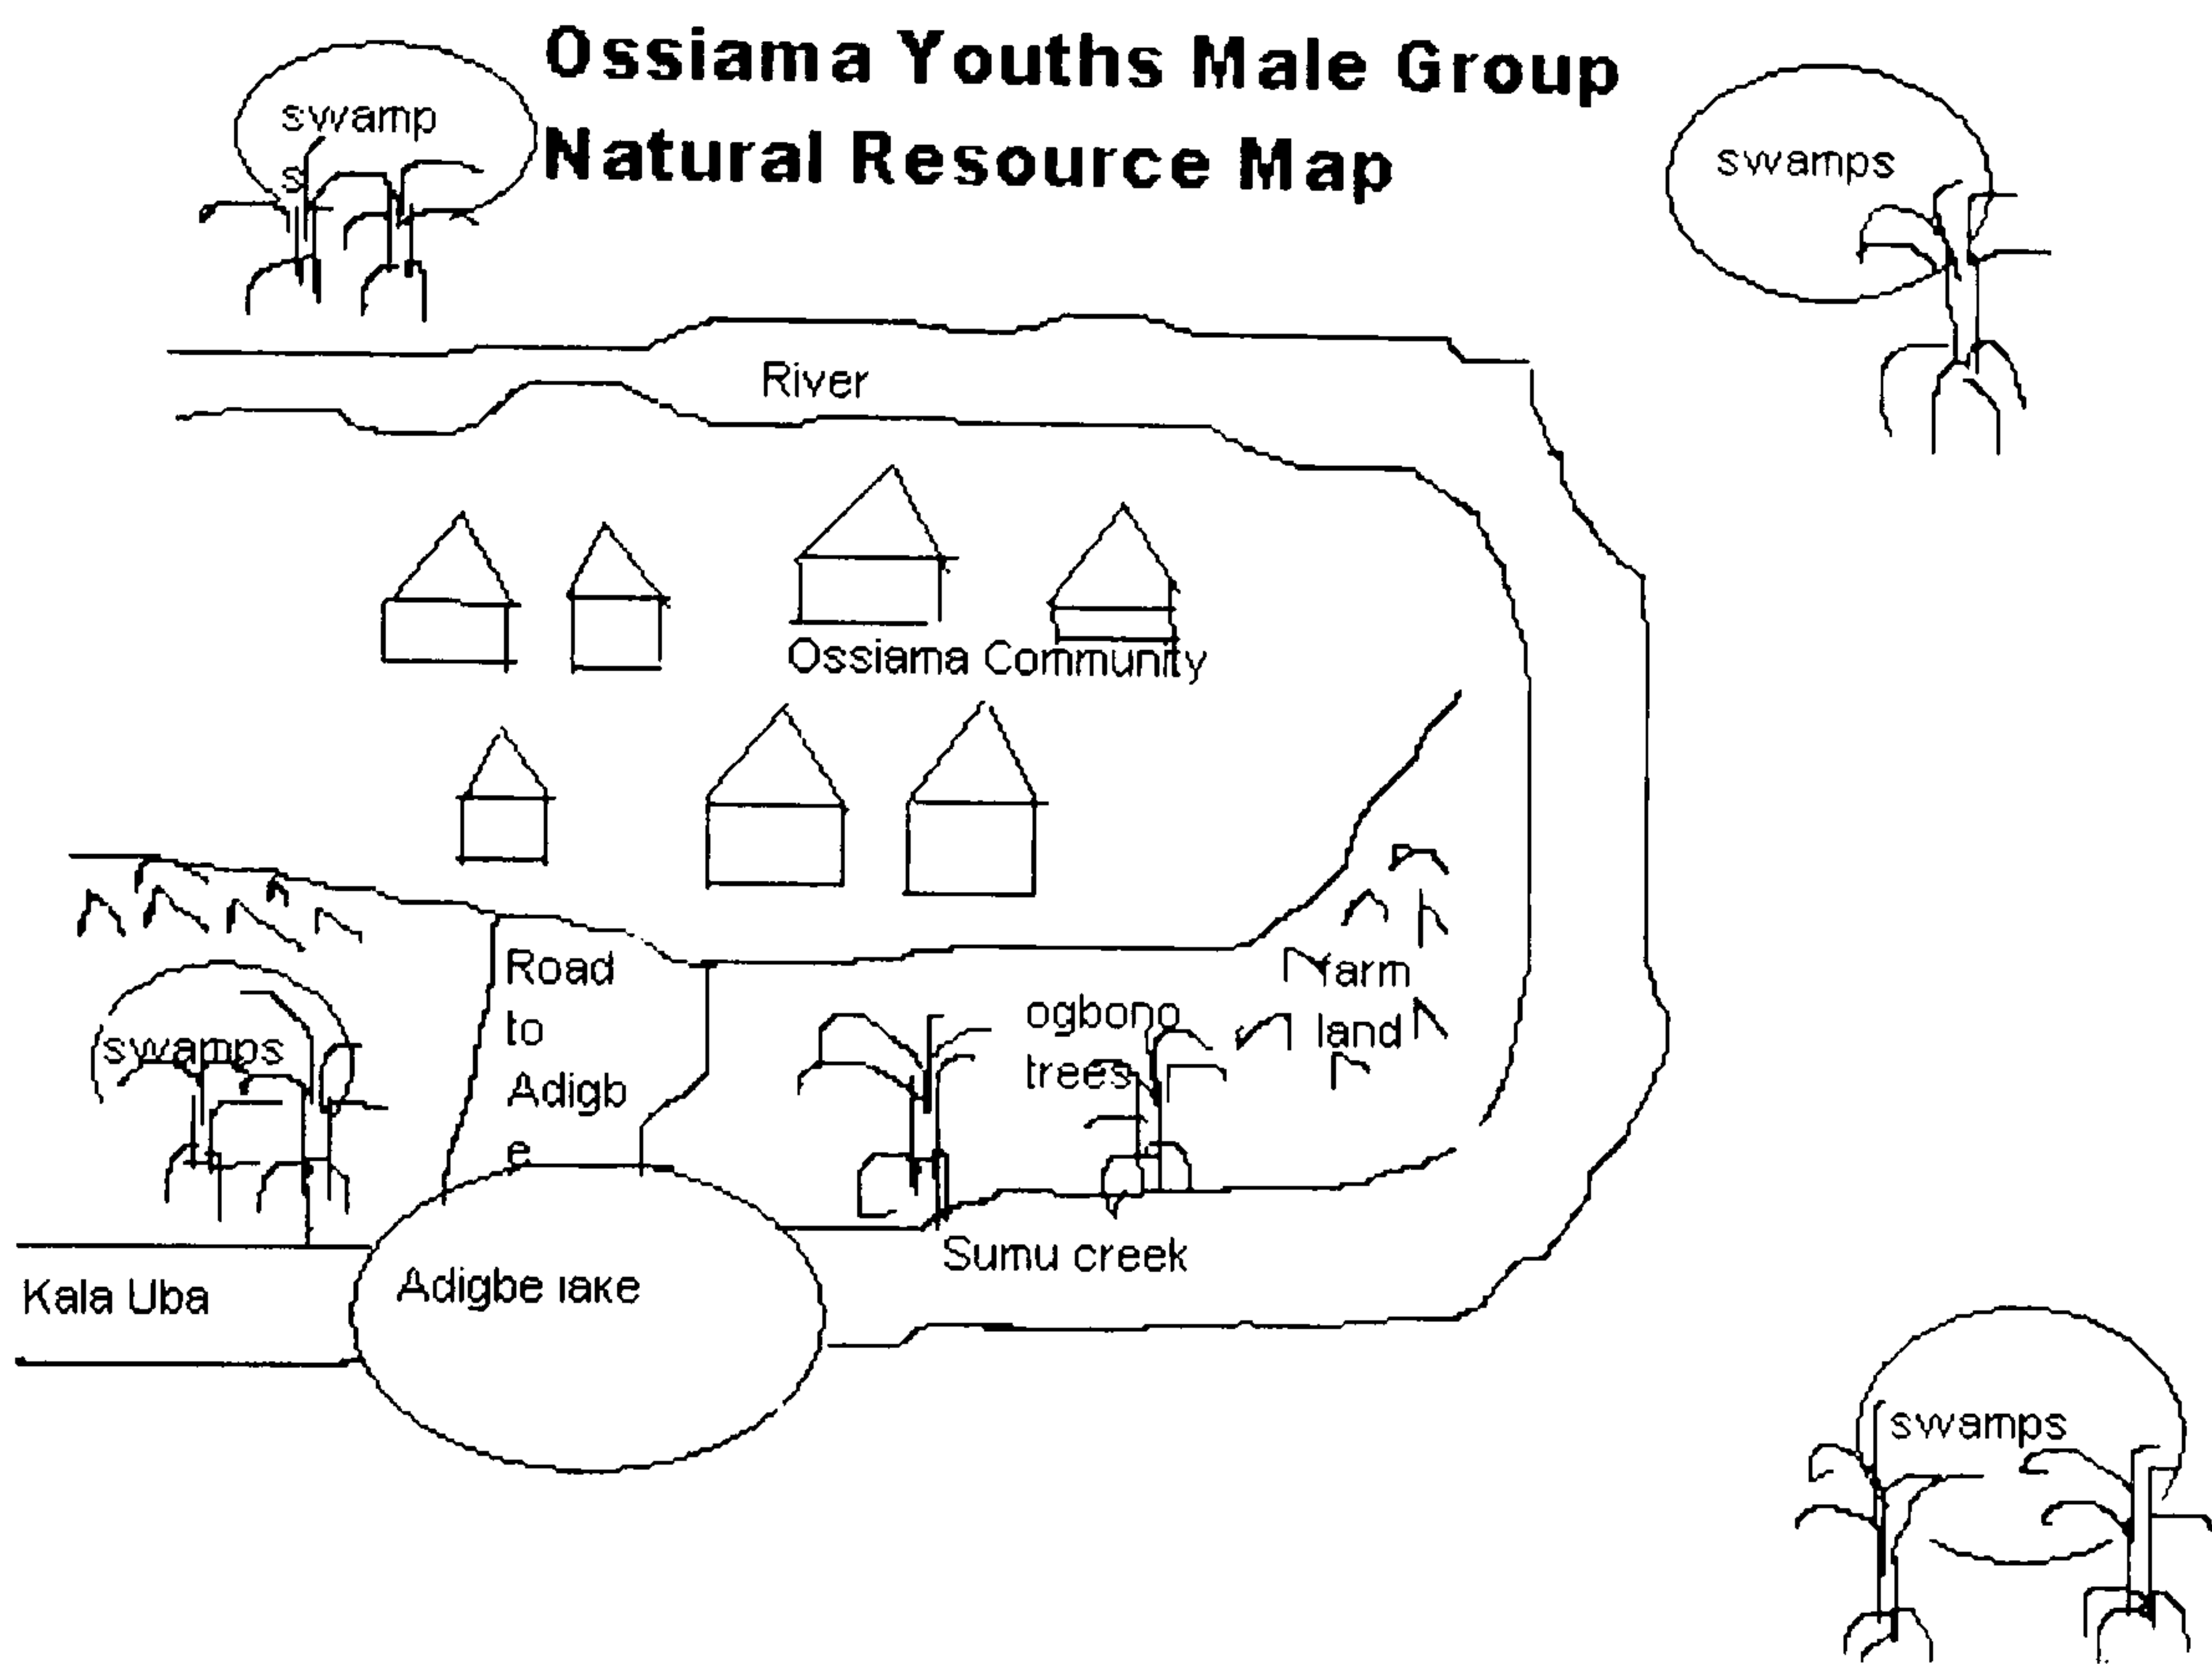 Ossiama Youths Male Group
Natural Resource Map
swamp
s
swamps
River
Ossiama Community
Road
to
Adigb
e
farm
land
ogbono
trees
swamps
Sumu creek
Kala Uba
Adigbe lake
swamps